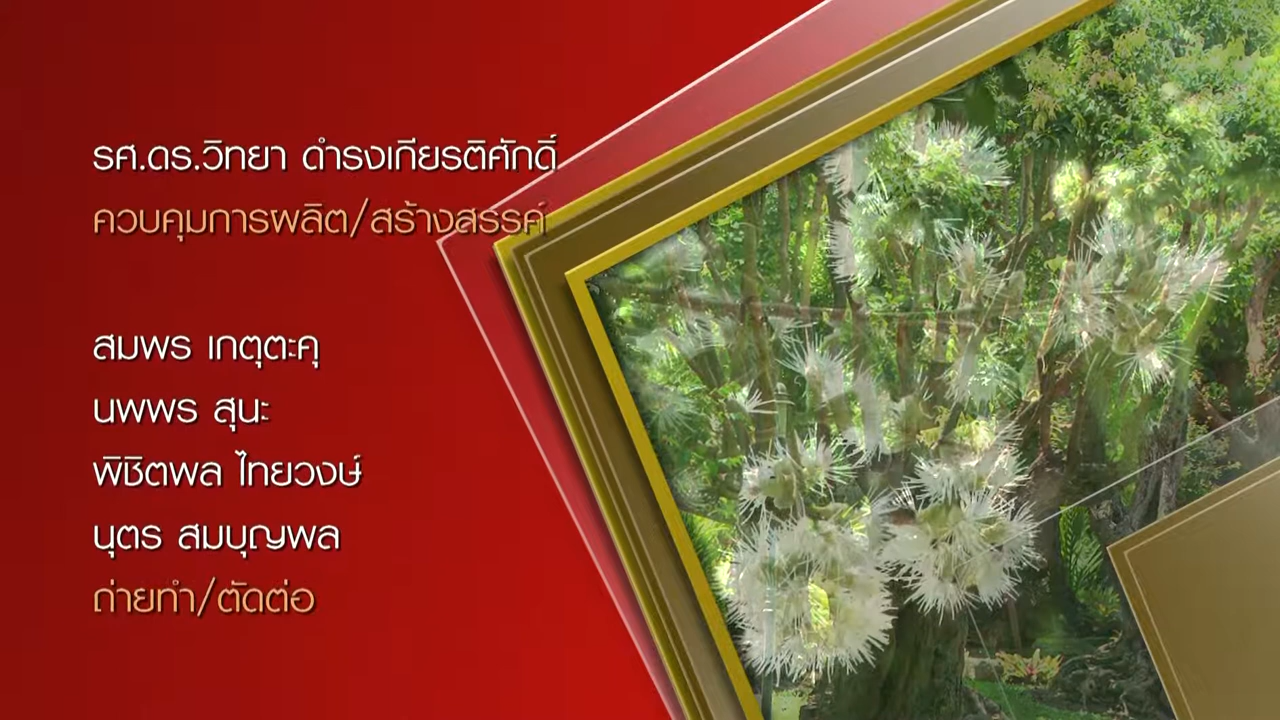 รศ.ดร.วิทยา ดำรงเกียรติศักดิ์
ควบคุมการผลิต/สร้างสรรค์
สมพร เกตุตะคุ
นพพร สุนะ
พิชิตพล ไทยวงษ์
นุตร สมบุญพล
ถ่ายทำ/ตัดต่อ